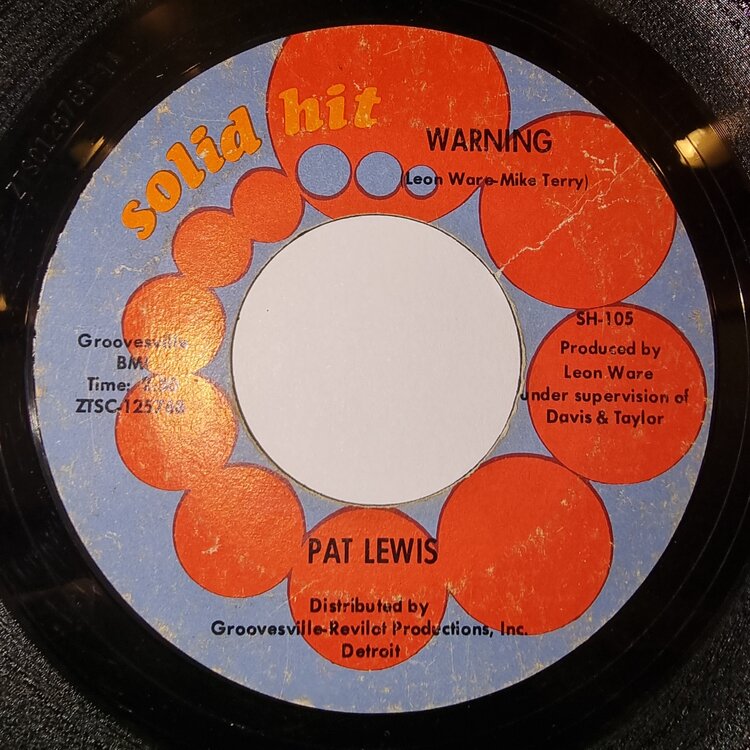 solid hit
WARNING
(Leon Ware-Mike Terry)
Groovesville
BMI
Time:
SH-105
Produced by
Leon Ware
Under supervision of
Davis & Taylor
PAT LEWIS
Distributed by
Groovesville-Revilot Productions, Inc.
Detroit